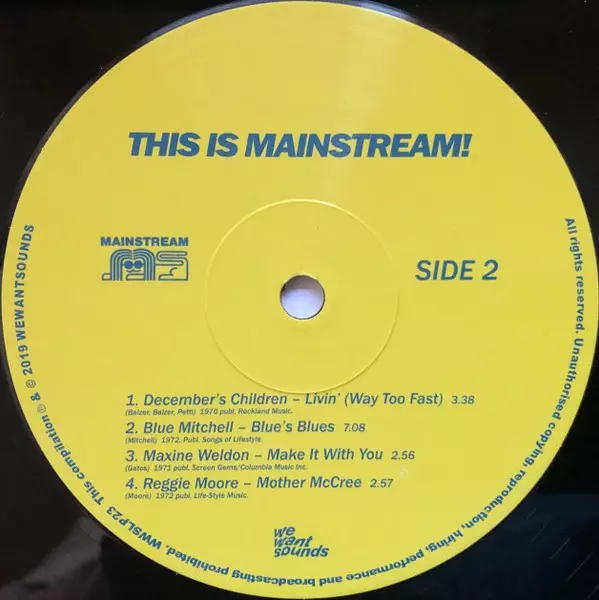 THIS IS MAINSTREAM!
MAINSTREAM
SIDE 2
1. December's Children – Livin' (Way Too Fast) 3.38
(Balzer, Balzer, Petti) 1970 publ. Rockland Music.
2. Blue Mitchell – Blue's Blues 7.08
(Mitchell) 1972. Publ. Songs of Lifestyle.
3. Maxine Weldon – Make It With You 2.56
(Gates) 1971 publ. Screen Gems/Columbia Music Inc.
4. Reggie Moore – Mother McCree 2.57
(Moore) 1972 publ. Life-Style Music.
we
want
sounds
WWSLP23 This compilation ℗ & © 2019 WEWANTSOUNDS
All rights reserved. Unauthorised copying, reproduction, hiring, performance and broadcasting prohibited.